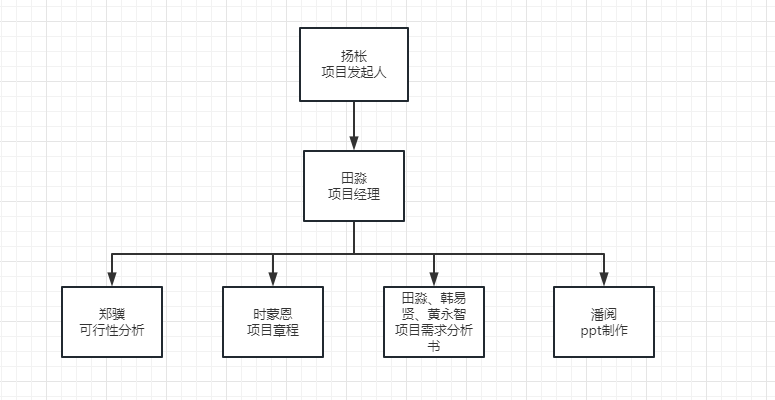 扬枨
项目发起人
田淼
项目经理
郑骥
可行性分析
时蒙恩
项目章程
田淼、韩易
贤、黄永智
项目需求分析
书
潘阅
ppt制作